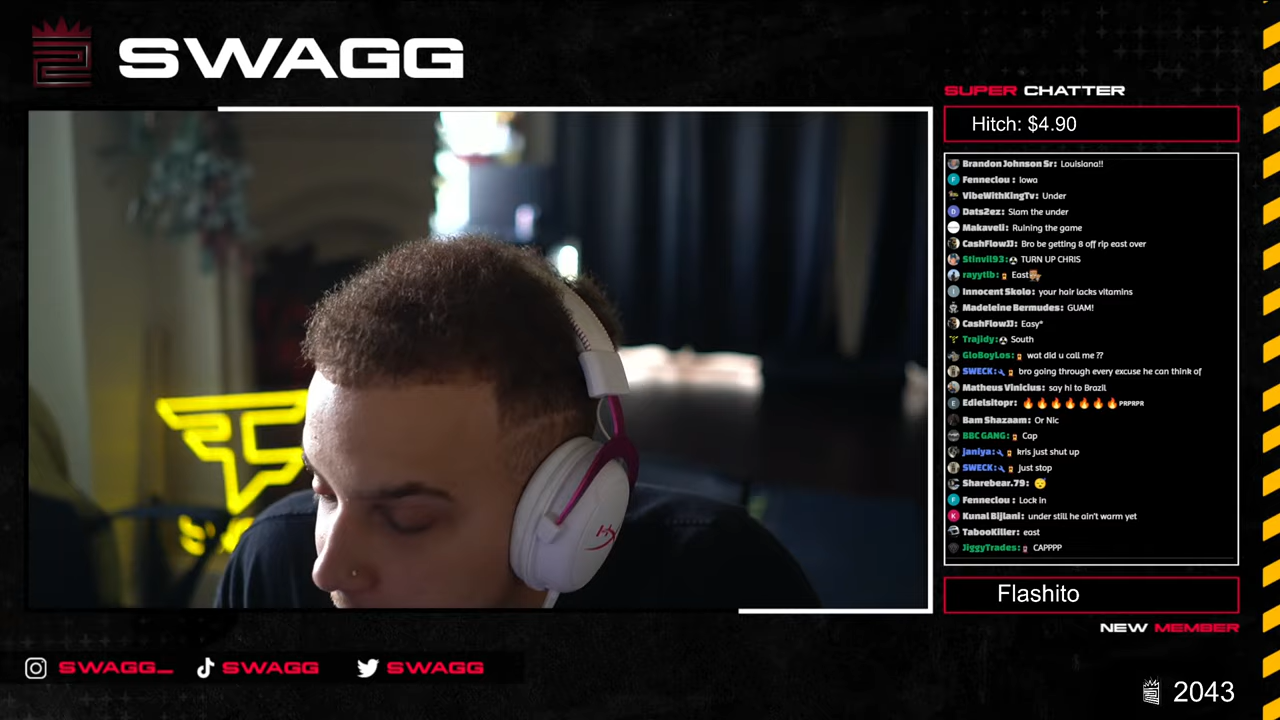 SWAGG
SUPER CHATTER
Hitch: $4.90
Brandon Johnson Sr: Louisiana!!
Fenneclou: Iowa
VibeWithKingTv: Under
Dats2ez: Slam the under
Makaveli: Ruining the game
CashFlowJJ: Bro be getting 8 off rip east over
Stinvil93: TURN UP CHRIS
rayytlb: East
Innocent Skolo: your hair lacks vitamins
Madeleine Bermudes: GUAM!
CashFlowJJ: Easy*
Trajidy: South
GloBoyLos: wat did u call me ??
SWECK: bro going through every excuse he can think of
Matheus Vinicius: say hi to Brazil
Edielsitopr: 🔥🔥🔥🔥🔥🔥🔥PRPRPR
Bam Shazaam: Or Nic
BBC GANG: Cap
Janiya: kris just shut up
SWECK: just stop
Sharebear.79: 😴
Fenneclou: Lock in
Kunal Bijlani: under still he ain't warm yet
TabooKiller: east
JiggyTrades: CAPPPP
Flashito
NEW MEMBER
SWAGG_ SWAGG SWAGG
2043